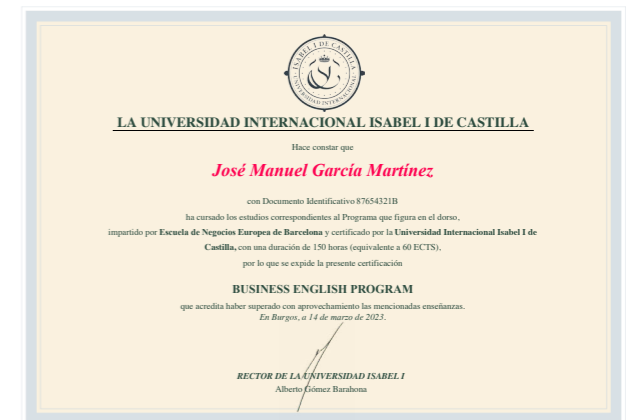 ISABEL I DE CASTILLA
UNIVERSIDAD INTERNACIONAL
LA UNIVERSIDAD INTERNACIONAL ISABEL I DE CASTILLA
Hace constar que
José Manuel García Martínez
con Documento Identificativo 87654321B
ha cursado los estudios correspondientes al Programa que figura en el dorso,
impartido por Escuela de Negocios Europea de Barcelona y certificado por la Universidad Internacional Isabel I de
Castilla, con una duración de 150 horas (equivalente a 60 ECTS),
por lo que se expide la presente certificación
BUSINESS ENGLISH PROGRAM
que acredita haber superado con aprovechamiento las mencionadas enseñanzas.
En Burgos, a 14 de marzo de 2023.
RECTOR DE LA UNIVERSIDAD ISABEL I
Alberto Gómez Barahona